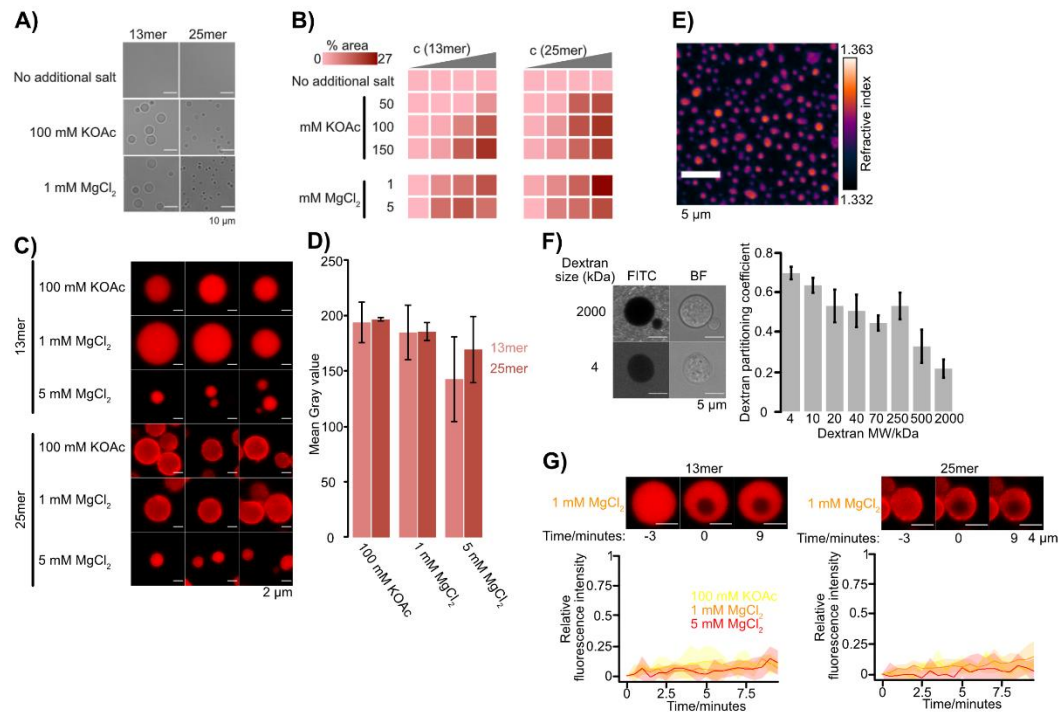 A)
13mer 25mer
No additional salt
100 mM KOAc
1 mM MgCl2
10 µm
B)
% area
0 27
c (13mer) c (25mer)
No additional salt
50
mM KOAc 100
150
1
mM MgCl2
5
E)
1.363
Refractive index
1.332
5 µm
C)
13mer
100 mM KOAc
1 mM MgCl2
5 mM MgCl2
25mer
100 mM KOAc
1 mM MgCl2
5 mM MgCl2
2 µm
D)
Mean Gray value
250
200
150
100
50
0
13mer
25mer
100 mM KOAc
1 mM MgCl2
5 mM MgCl2
F)
Dextran
size (kDa) FITC BF
2000
4
5 µm
Dextran partitioning coefficient
0.8
0.6
0.4
0.2
0
4 10 20 40 70 250 500 2000
Dextran MW/kDa
G)
13mer
1 mM MgCl2
Time/minutes: -3 0 9
Relative
fluorescence intensity
1
0.75
0.5
0.25
0
100 mM KOAc
1 mM MgCl2
5 mM MgCl2
0 2.5 5 7.5
Time/minutes
25mer
1 mM MgCl2
Time/minutes: -3 0 9 4 µm
Relative
fluorescence intensity
1
0.75
0.5
0.25
0
0 2.5 5 7.5
Time/minutes